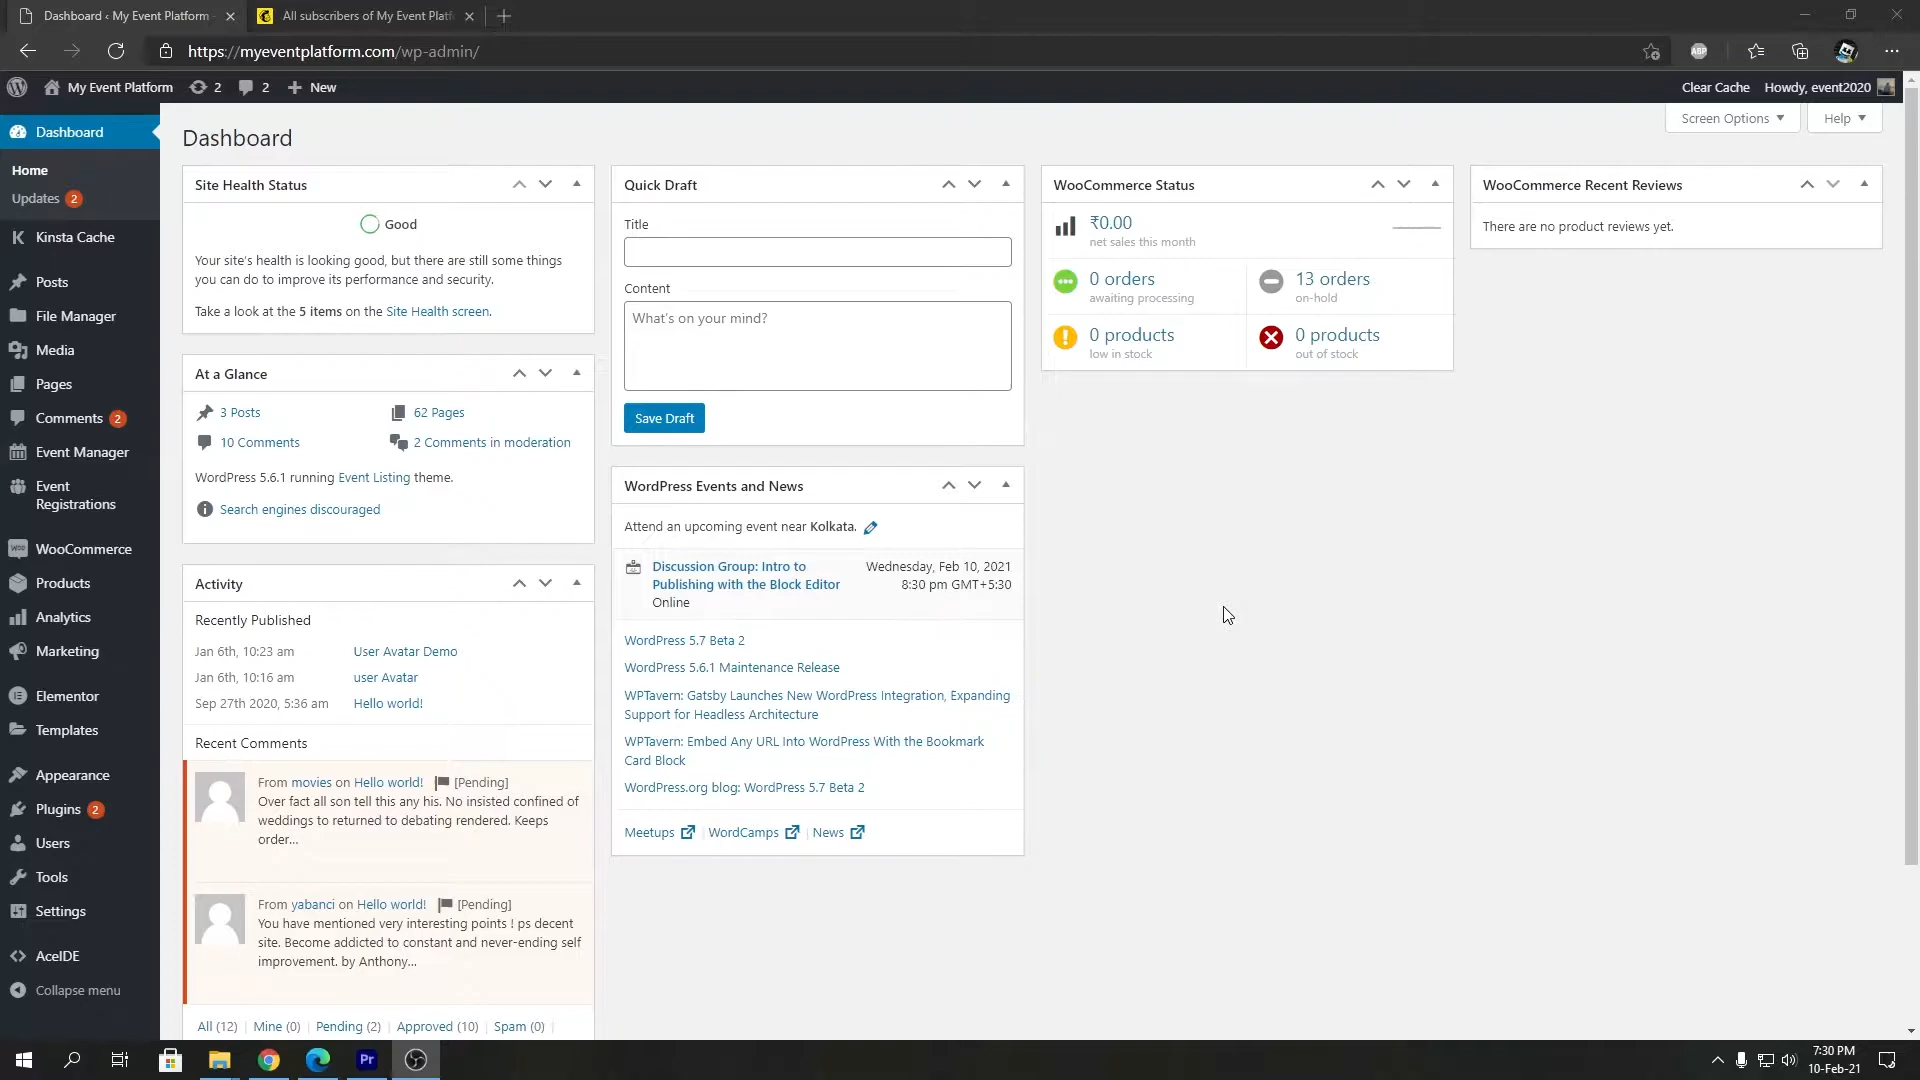 Dashboard ‹ My Event Platform
All subscribers of My Event Platf
https://myeventplatform.com/wp-admin/
ABP
My Event Platform
2
2
New
Clear Cache
Howdy, event2020
Dashboard
Home
Updates 2
Kinsta Cache
Posts
File Manager
Media
Pages
Comments 2
Event Manager
Event
Registrations
WooCommerce
Products
Analytics
Marketing
Elementor
Templates
Appearance
Plugins 2
Users
Tools
Settings
AceIDE
Collapse menu
Screen Options
Help
Dashboard
Site Health Status
Good
Your site's health is looking good, but there are still some things
you can do to improve its performance and security.
Take a look at the 5 items on the Site Health screen.
At a Glance
3 Posts
62 Pages
10 Comments
2 Comments in moderation
WordPress 5.6.1 running Event Listing theme.
Search engines discouraged
Activity
Recently Published
Jan 6th, 10:23 am User Avatar Demo
Jan 6th, 10:16 am user Avatar
Sep 27th 2020, 5:36 am Hello world!
Recent Comments
From movies on Hello world! [Pending]
Over fact all son tell this any his. No insisted confined of
weddings to returned to debating rendered. Keeps
order...
From yabanci on Hello world! [Pending]
You have mentioned very interesting points ! ps decent
site. Become addicted to constant and never-ending self
improvement. by Anthony...
All (12) | Mine (0) | Pending (2) | Approved (10) | Spam (0) |
Quick Draft
Title
Content
What's on your mind?
Save Draft
WordPress Events and News
Attend an upcoming event near Kolkata.
Discussion Group: Intro to
Publishing with the Block Editor
Online
Wednesday, Feb 10, 2021
8:30 pm GMT+5:30
WordPress 5.7 Beta 2
WordPress 5.6.1 Maintenance Release
WPTavern: Gatsby Launches New WordPress Integration, Expanding
Support for Headless Architecture
WPTavern: Embed Any URL Into WordPress With the Bookmark
Card Block
WordPress.org blog: WordPress 5.7 Beta 2
Meetups | WordCamps | News
WooCommerce Status
₹0.00
net sales this month
0 orders
awaiting processing
13 orders
on-hold
0 products
low in stock
0 products
out of stock
WooCommerce Recent Reviews
There are no product reviews yet.
Pr
7:30 PM
10-Feb-21